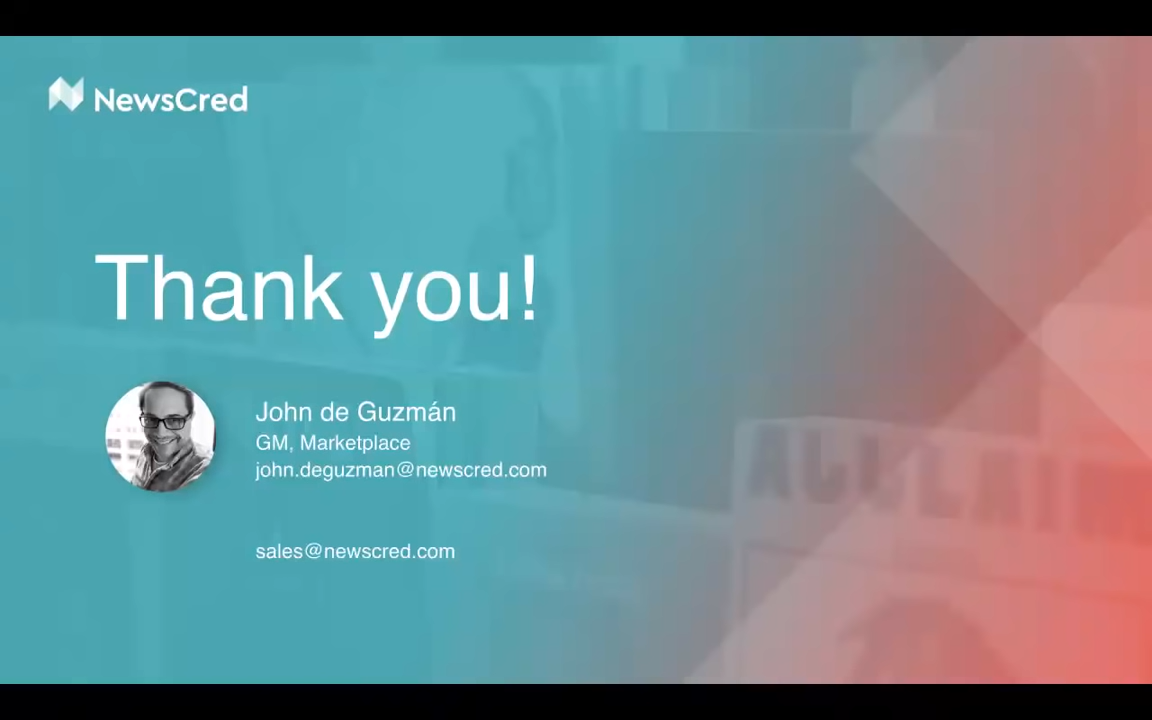 NewsCred
Thank you!
John de Guzmán
GM, Marketplace
john.deguzman@newscred.com
sales@newscred.com